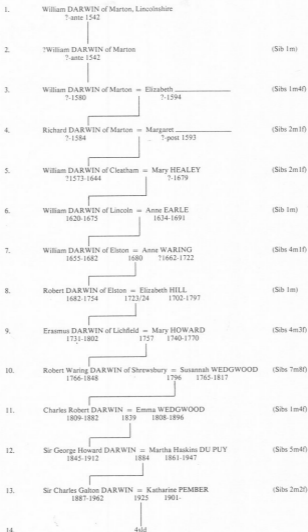 1. William DARWIN of Marton, Lincolnshire
?-ante 1542
2. ?William DARWIN of Marton (Sib 1m)
?-ante 1542
3. William DARWIN of Marton = Elizabeth (Sibs 1m4f)
?-1580 ?-1594
4. Richard DARWIN of Marton = Margaret (Sibs 2m1f)
?-1584 ?-post 1593
5. William DARWIN of Cleatham = Mary HEALEY (Sibs 2m1f)
?1573-1644 ?-1679
6. William DARWIN of Lincoln = Anne EARLE (Sib 1m)
1620-1675 1634-1691
7. William DARWIN of Elston = Anne WARING (Sibs 4m1f)
1655-1682 1680 ?1662-1722
8. Robert DARWIN of Elston = Elizabeth HILL (Sib 1m)
1682-1754 1723/24 1702-1797
9. Erasmus DARWIN of Lichfield = Mary HOWARD (Sibs 4m3f)
1731-1802 1757 1740-1770
10. Robert Waring DARWIN of Shrewsbury = Susannah WEDGWOOD (Sibs 7m8f)
1766-1848 1796 1765-1817
11. Charles Robert DARWIN = Emma WEDGWOOD (Sibs 1m4f)
1809-1882 1839 1808-1896
12. Sir George Howard DARWIN = Martha Haskins DU PUY (Sibs 5m4f)
1845-1912 1884 1861-1947
13. Sir Charles Galton DARWIN = Katharine PEMBER (Sibs 2m2f)
1887-1962 1925 1901-
14.